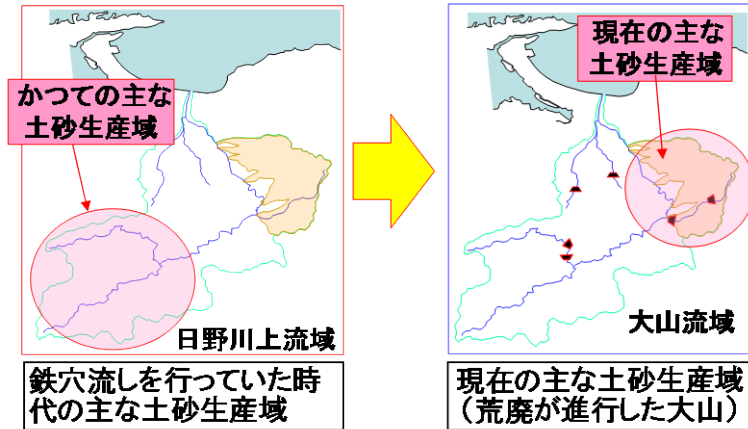 かつての主な
土砂生産域
日野川上流域
鉄穴流しを行っていた時
代の主な土砂生産域
現在の主な
土砂生産域
大山流域
現在の主な土砂生産域
（荒廃が進行した大山）